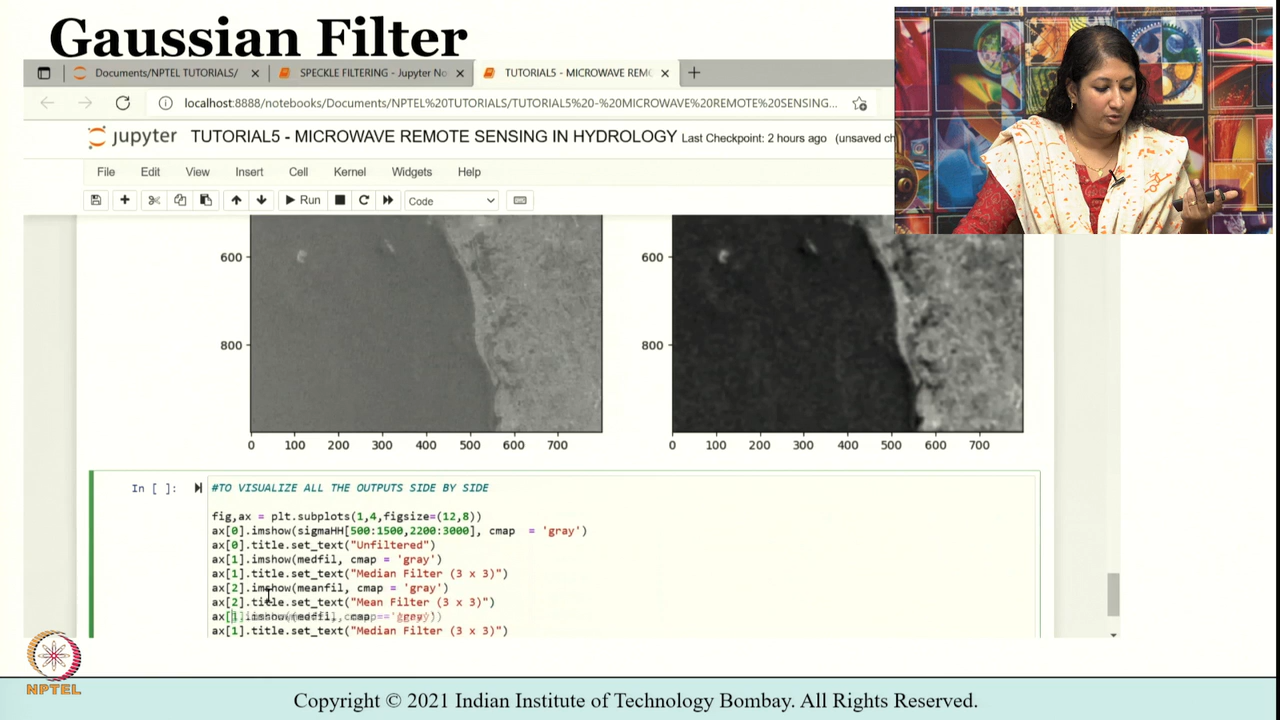 Gaussian Filter
Documents/NPTEL TUTORIALS/
SPECKLE FILTERING - Jupyter No
TUTORIAL5 - MICROWAVE REM
localhost:8888/notebooks/Documents/NPTEL%20TUTORIALS/TUTORIAL5%20-%20MICROWAVE%20REMOTE%20SENSING...
jupyter TUTORIAL5 - MICROWAVE REMOTE SENSING IN HYDROLOGY Last Checkpoint: 2 hours ago (unsaved ch
File Edit View Insert Cell Kernel Widgets Help
Run Code
600 600
800 800
0 100 200 300 400 500 600 700 0 100 200 300 400 500 600 700
In [ ]: #TO VISUALIZE ALL THE OUTPUTS SIDE BY SIDE
fig,ax = plt.subplots(1,4,figsize=(12,8))
ax[0].imshow(sigmaHH[500:1500,2200:3000], cmap = 'gray')
ax[0].title.set_text("Unfiltered")
ax[1].imshow(medfil, cmap = 'gray')
ax[1].title.set_text("Median Filter (3 x 3)")
ax[2].imshow(meanfil, cmap = 'gray')
ax[2].title.set_text("Mean Filter (3 x 3)")
ax[1].title.set_text("Median Filter (3 x 3)")
NPTEL
Copyright © 2021 Indian Institute of Technology Bombay. All Rights Reserved.